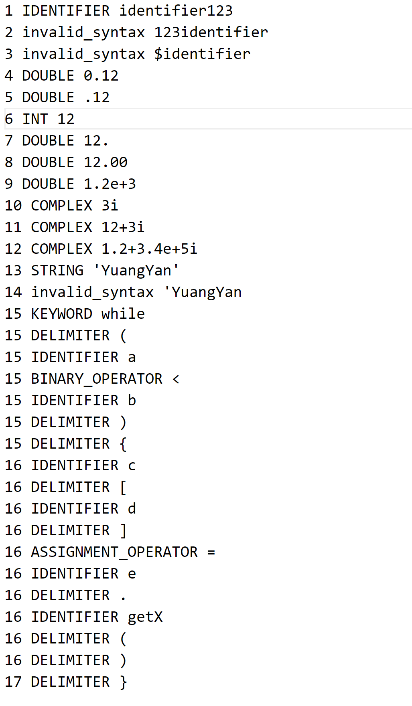 1 IDENTIFIER identifier123
2 invalid_syntax 123identifier
3 invalid_syntax $identifier
4 DOUBLE 0.12
5 DOUBLE .12
6 INT 12
7 DOUBLE 12.
8 DOUBLE 12.00
9 DOUBLE 1.2e+3
10 COMPLEX 3i
11 COMPLEX 12+3i
12 COMPLEX 1.2+3.4e+5i
13 STRING 'YuangYan'
14 invalid_syntax 'YuangYan
15 KEYWORD while
15 DELIMITER (
15 IDENTIFIER a
15 BINARY_OPERATOR <
15 IDENTIFIER b
15 DELIMITER )
15 DELIMITER {
16 IDENTIFIER c
16 DELIMITER [
16 IDENTIFIER d
16 DELIMITER ]
16 ASSIGNMENT_OPERATOR =
16 IDENTIFIER e
16 DELIMITER .
16 IDENTIFIER getX
16 DELIMITER (
16 DELIMITER )
17 DELIMITER }